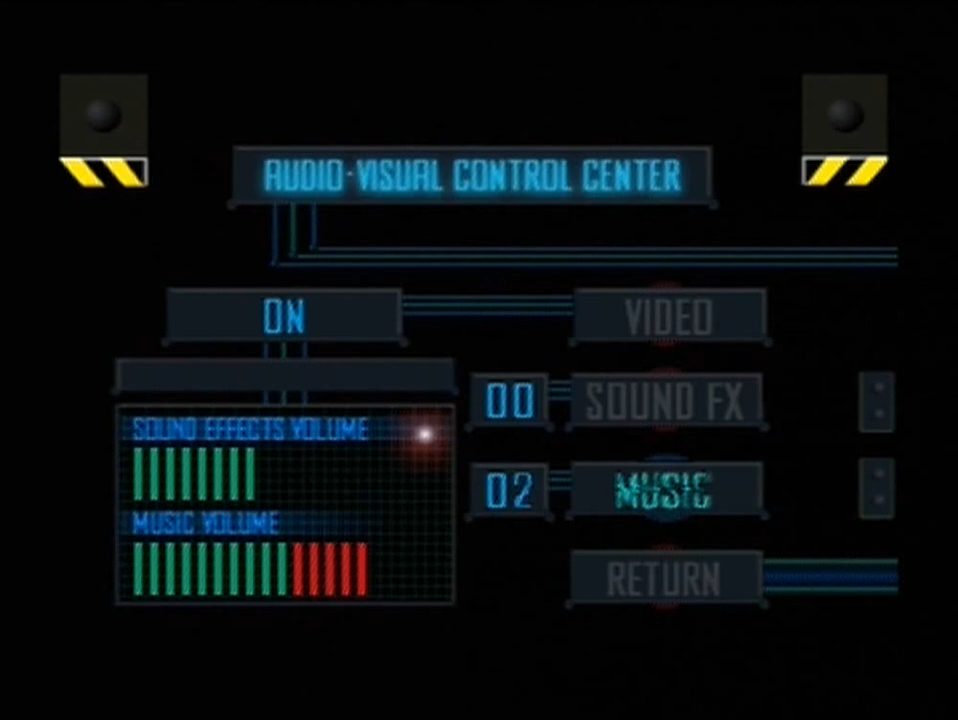 AUDIO-VISUAL CONTROL CENTER
ON
VIDEO
SOUND EFFECTS VOLUME
00
SOUND FX
MUSIC VOLUME
02
MUSIC
RETURN